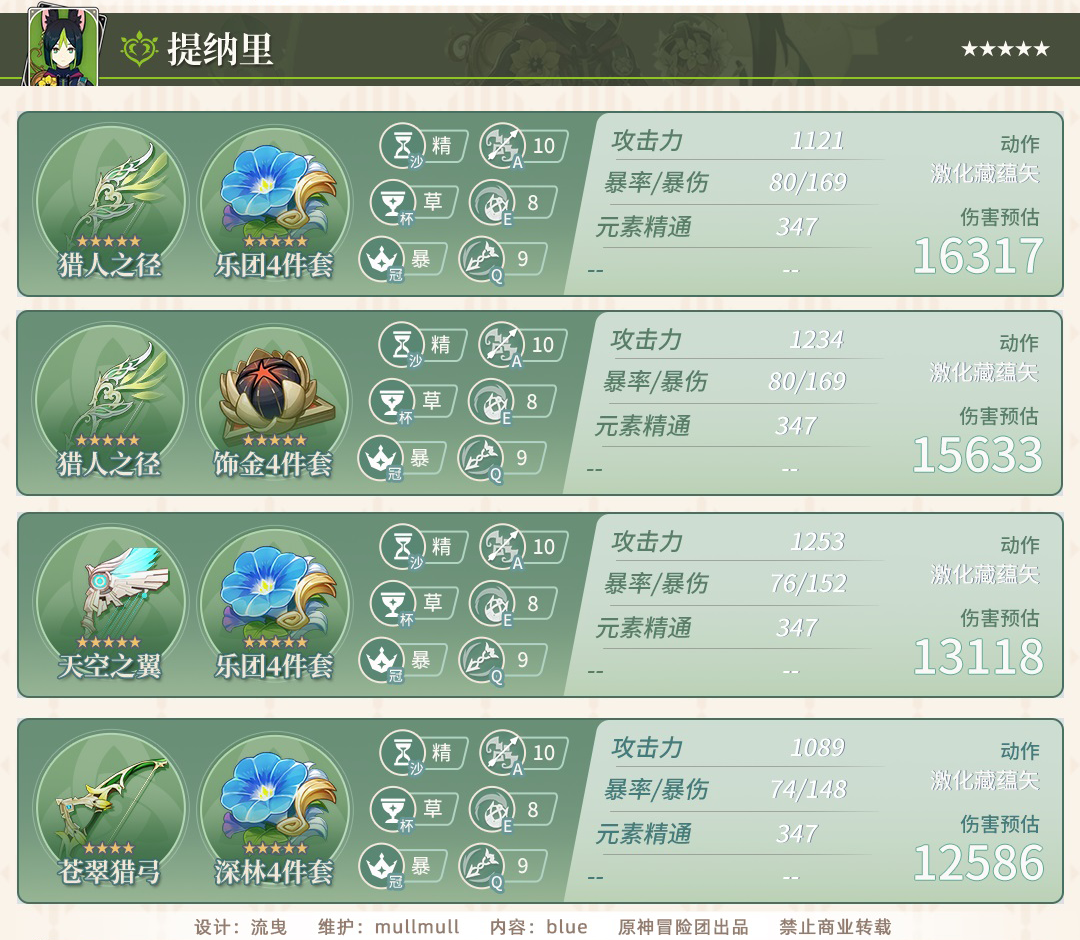 提纳里 ★★★★★
沙 精 A 10 攻击力 1121 动作
杯 草 E 8 暴率/暴伤 80/169 激化藏蕴矢
元素精通 347 伤害预估
★★★★★ ★★★★★ 16317
猎人之径 乐团4件套 冠 暴 Q 9 -- --
沙 精 A 10 攻击力 1234 动作
杯 草 E 8 暴率/暴伤 80/169 激化藏蕴矢
元素精通 347 伤害预估
★★★★★ ★★★★★ 15633
猎人之径 饰金4件套 冠 暴 Q 9 -- --
沙 精 A 10 攻击力 1253 动作
杯 草 E 8 暴率/暴伤 76/152 激化藏蕴矢
元素精通 347 伤害预估
★★★★★ ★★★★★ 13118
天空之翼 乐团4件套 冠 暴 Q 9 -- --
沙 精 A 10 攻击力 1089 动作
杯 草 E 8 暴率/暴伤 74/148 激化藏蕴矢
元素精通 347 伤害预估
★★★★ ★★★★★ 12586
苍翠猎弓 深林4件套 冠 暴 Q 9 -- --
设计：流曳 维护：mullmull 内容：blue 原神冒险团出品 禁止商业转载